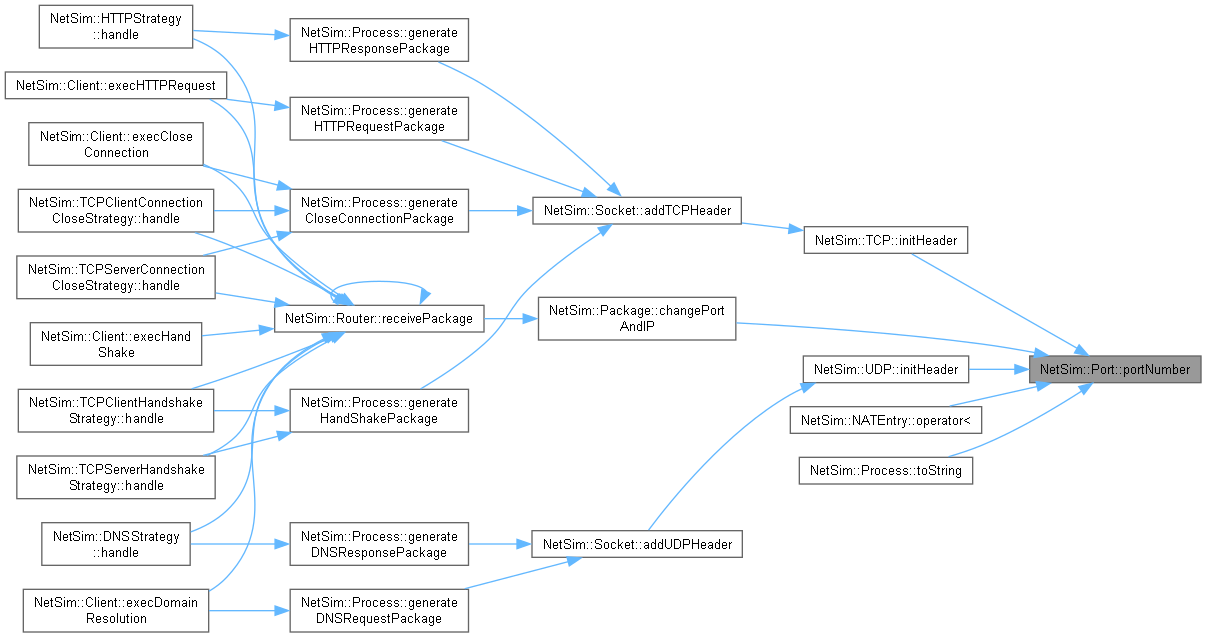 NetSim::HTTPStrategy
::handle
NetSim::Client::execHTTPRequest
NetSim::Client::execClose
Connection
NetSim::TCPClientConnection
CloseStrategy::handle
NetSim::TCPServerConnection
CloseStrategy::handle
NetSim::Client::execHand
Shake
NetSim::TCPClientHandshake
Strategy::handle
NetSim::TCPServerHandshake
Strategy::handle
NetSim::DNSStrategy
::handle
NetSim::Client::execDomain
Resolution
NetSim::Process::generate
HTTPResponsePackage
NetSim::Process::generate
HTTPRequestPackage
NetSim::Process::generate
CloseConnectionPackage
NetSim::Router::receivePackage
NetSim::Process::generate
HandShakePackage
NetSim::Process::generate
DNSResponsePackage
NetSim::Process::generate
DNSRequestPackage
NetSim::Socket::addTCPHeader
NetSim::Package::changePort
AndIP
NetSim::Socket::addUDPHeader
NetSim::TCP::initHeader
NetSim::UDP::initHeader
NetSim::NATEntry::operator<
NetSim::Process::toString
NetSim::Port::portNumber